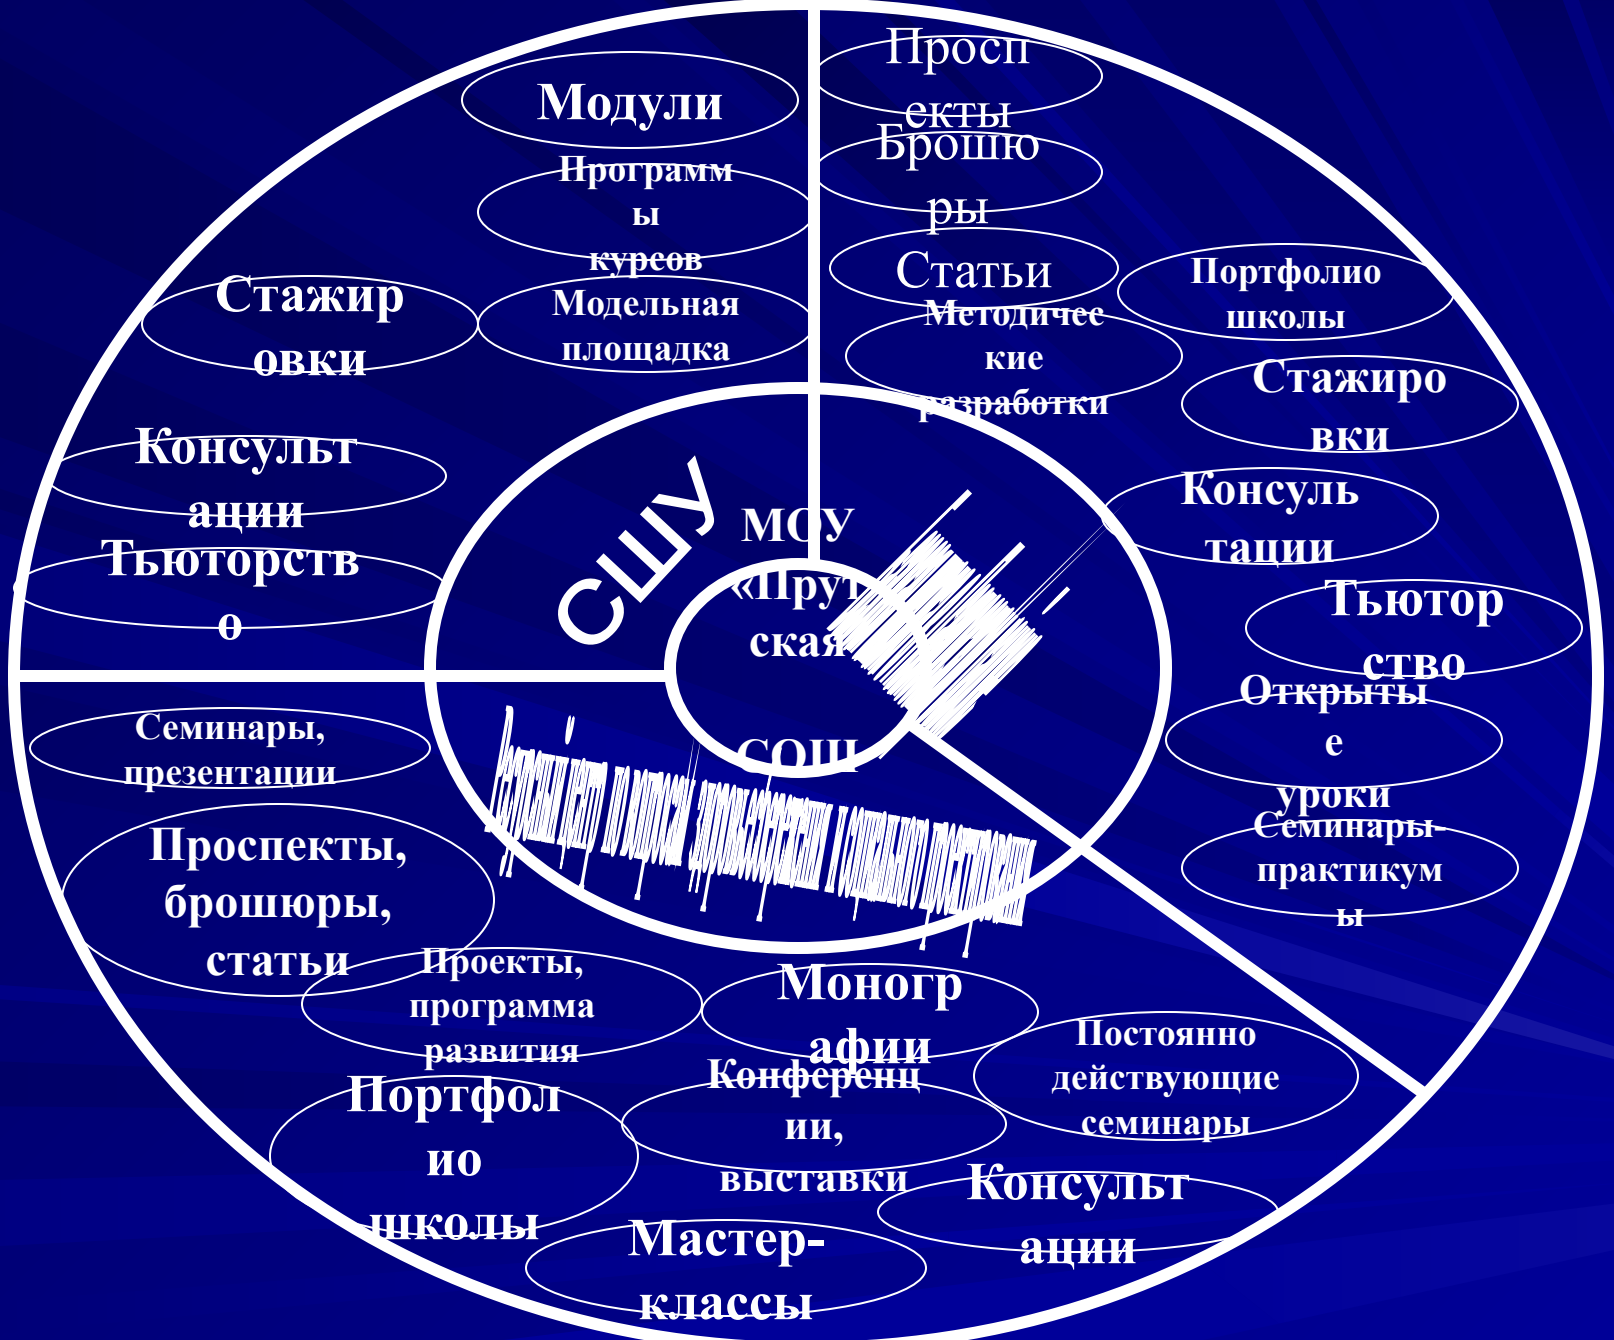 Модули
Программ
ы
курсов
Стажир
овки
Модельная
площадка
Консульт
ации
Тьюторств
о
Просп
екты
Брошю
ры
Статьи
Методичес
кие
разработки
Портфолио
школы
Стажиро
вки
Консуль
тации
Тьютор
ство
Открыты
е
уроки
Семинары-
практикум
ы
СШУ
МОУ
«Прут
ская
СОШ
Семинары,
презентации
Проспекты,
брошюры,
статьи
Проекты,
программа
развития
Портфол
ио
школы
Моногр
афии
Конференц
ии,
выставки
Постоянно
действующие
семинары
Консульт
ации
Мастер-
классы